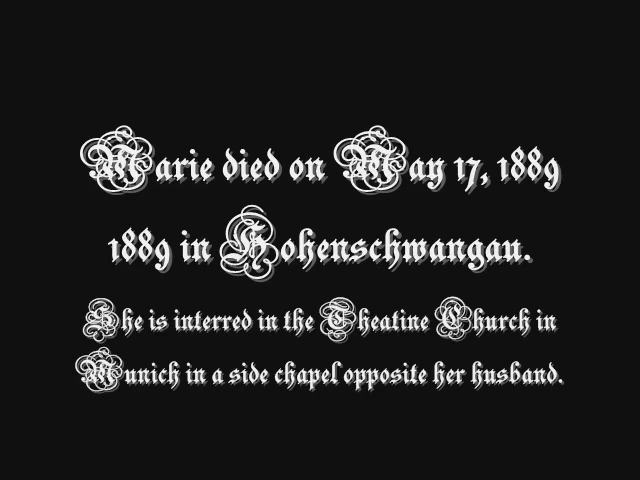 Marie died on May 17, 1889
1889 in Hohenschwangau.
She is interred in the Theatine Church in
Munich in a side chapel opposite her husband.